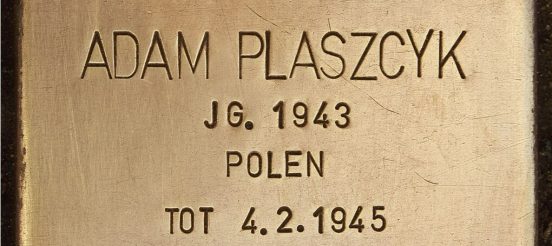 ADAM PLASZCYK
JG. 1943
POLEN
TOT 4.2.1945